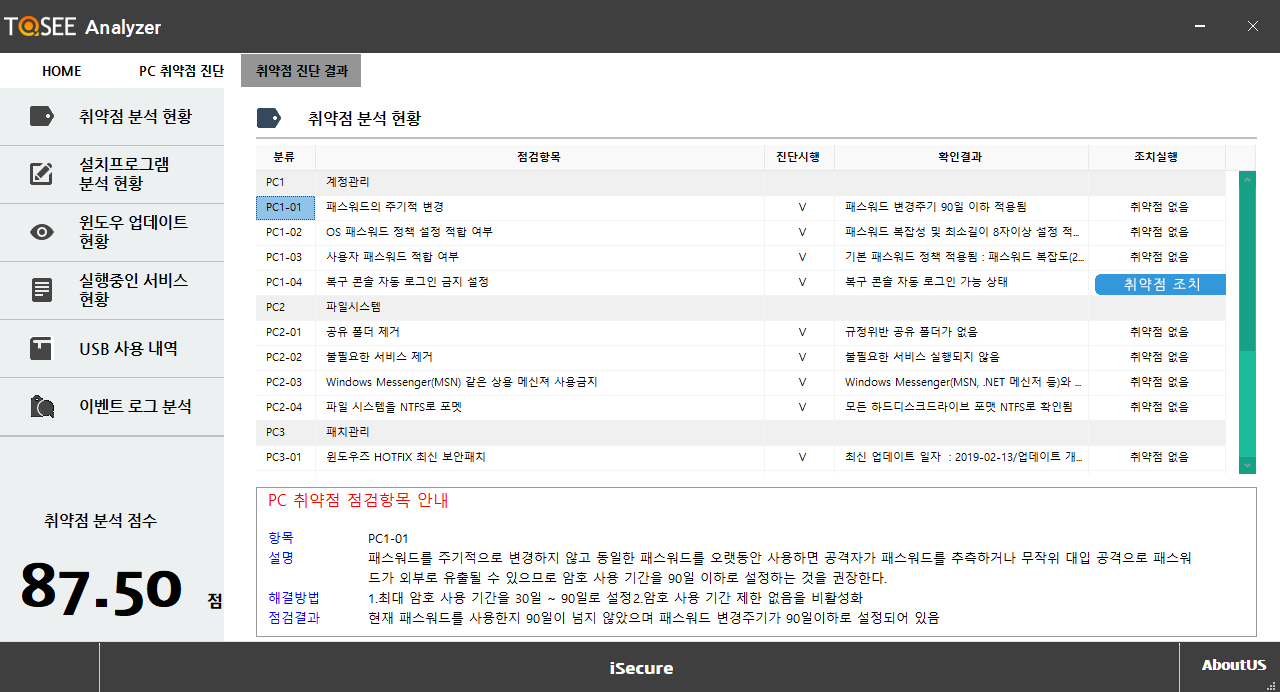 TOSEE Analyzer
HOME PC 취약점 진단 취약점 진단 결과
취약점 분석 현황
설치프로그램
분석 현황
윈도우 업데이트
현황
실행중인 서비스
현황
USB 사용 내역
이벤트 로그 분석
취약점 분석 점수
87.50 점
취약점 분석 현황
분류 점검항목 진단시행 확인결과 조치실행
PC1 계정관리
PC1-01 패스워드의 주기적 변경 V 패스워드 변경주기 90일 이하 적용됨 취약점 없음
PC1-02 OS 패스워드 정책 설정 적합 여부 V 패스워드 복잡성 및 최소길이 8자이상 설정 적... 취약점 없음
PC1-03 사용자 패스워드 적합 여부 V 기본 패스워드 정책 적용됨 : 패스워드 복잡도(2... 취약점 없음
PC1-04 복구 콘솔 자동 로그인 금지 설정 V 복구 콘솔 자동 로그인 가능 상태 취약점 조치
PC2 파일시스템
PC2-01 공유 폴더 제거 V 규정위반 공유 폴더가 없음 취약점 없음
PC2-02 불필요한 서비스 제거 V 불필요한 서비스 실행되지 않음 취약점 없음
PC2-03 Windows Messenger(MSN) 같은 상용 메신져 사용금지 V Windows Messenger(MSN, .NET 메신저 등)와 ... 취약점 없음
PC2-04 파일 시스템을 NTFS로 포멧 V 모든 하드디스크드라이브 포맷 NTFS로 확인됨 취약점 없음
PC3 패치관리
PC3-01 윈도우즈 HOTFIX 최신 보안패치 V 최신 업데이트 일자 : 2019-02-13/업데이트 개... 취약점 없음
PC 취약점 점검항목 안내
항목 PC1-01
설명 패스워드를 주기적으로 변경하지 않고 동일한 패스워드를 오랫동안 사용하면 공격자가 패스워드를 추측하거나 무작위 대입 공격으로 패스워
드가 외부로 유출될 수 있으므로 암호 사용 기간을 90일 이하로 설정하는 것을 권장한다.
해결방법 1.최대 암호 사용 기간을 30일 ~ 90일로 설정2.암호 사용 기간 제한 없음을 비활성화
점검결과 현재 패스워드를 사용한지 90일이 넘지 않았으며 패스워드 변경주기가 90일이하로 설정되어 있음
iSecure
AboutUS